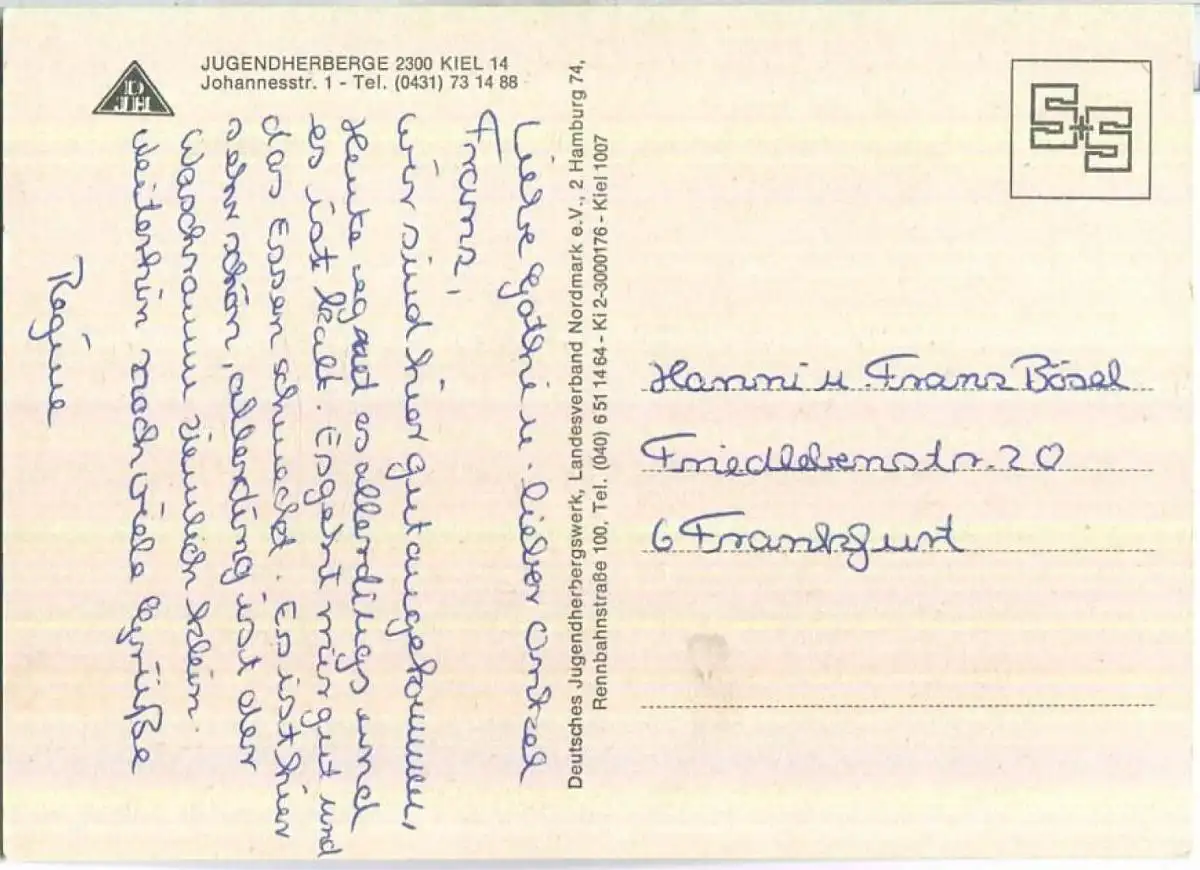 JUGENDHERBERGE 2300 KIEL 14
Johannesstr. 1 - Tel. (0431) 73 14 88
DJH
Liebe Gothi u. lieber Onkel
Franz,
wir sind hier gut angekommen,
Heute regnet es allerdings und
es ist kalt. Es geht mir gut und
das Essen schmeckt. Es ist hier
sehr schön, allerding ist der
Waschraum ziemlich klein.
Weiterhin noch viele Grüße
Regine
Deutsches Jugendherbergswerk, Landesverband Nordmark e.V., 2 Hamburg 74,
Rennbahnstraße 100, Tel. (040) 651 14 64 - Ki 2-3000176 - Kiel 1007
S+S
Hanni u. Franz Bösel
Friedlebenstr. 20
6 Frankfurt